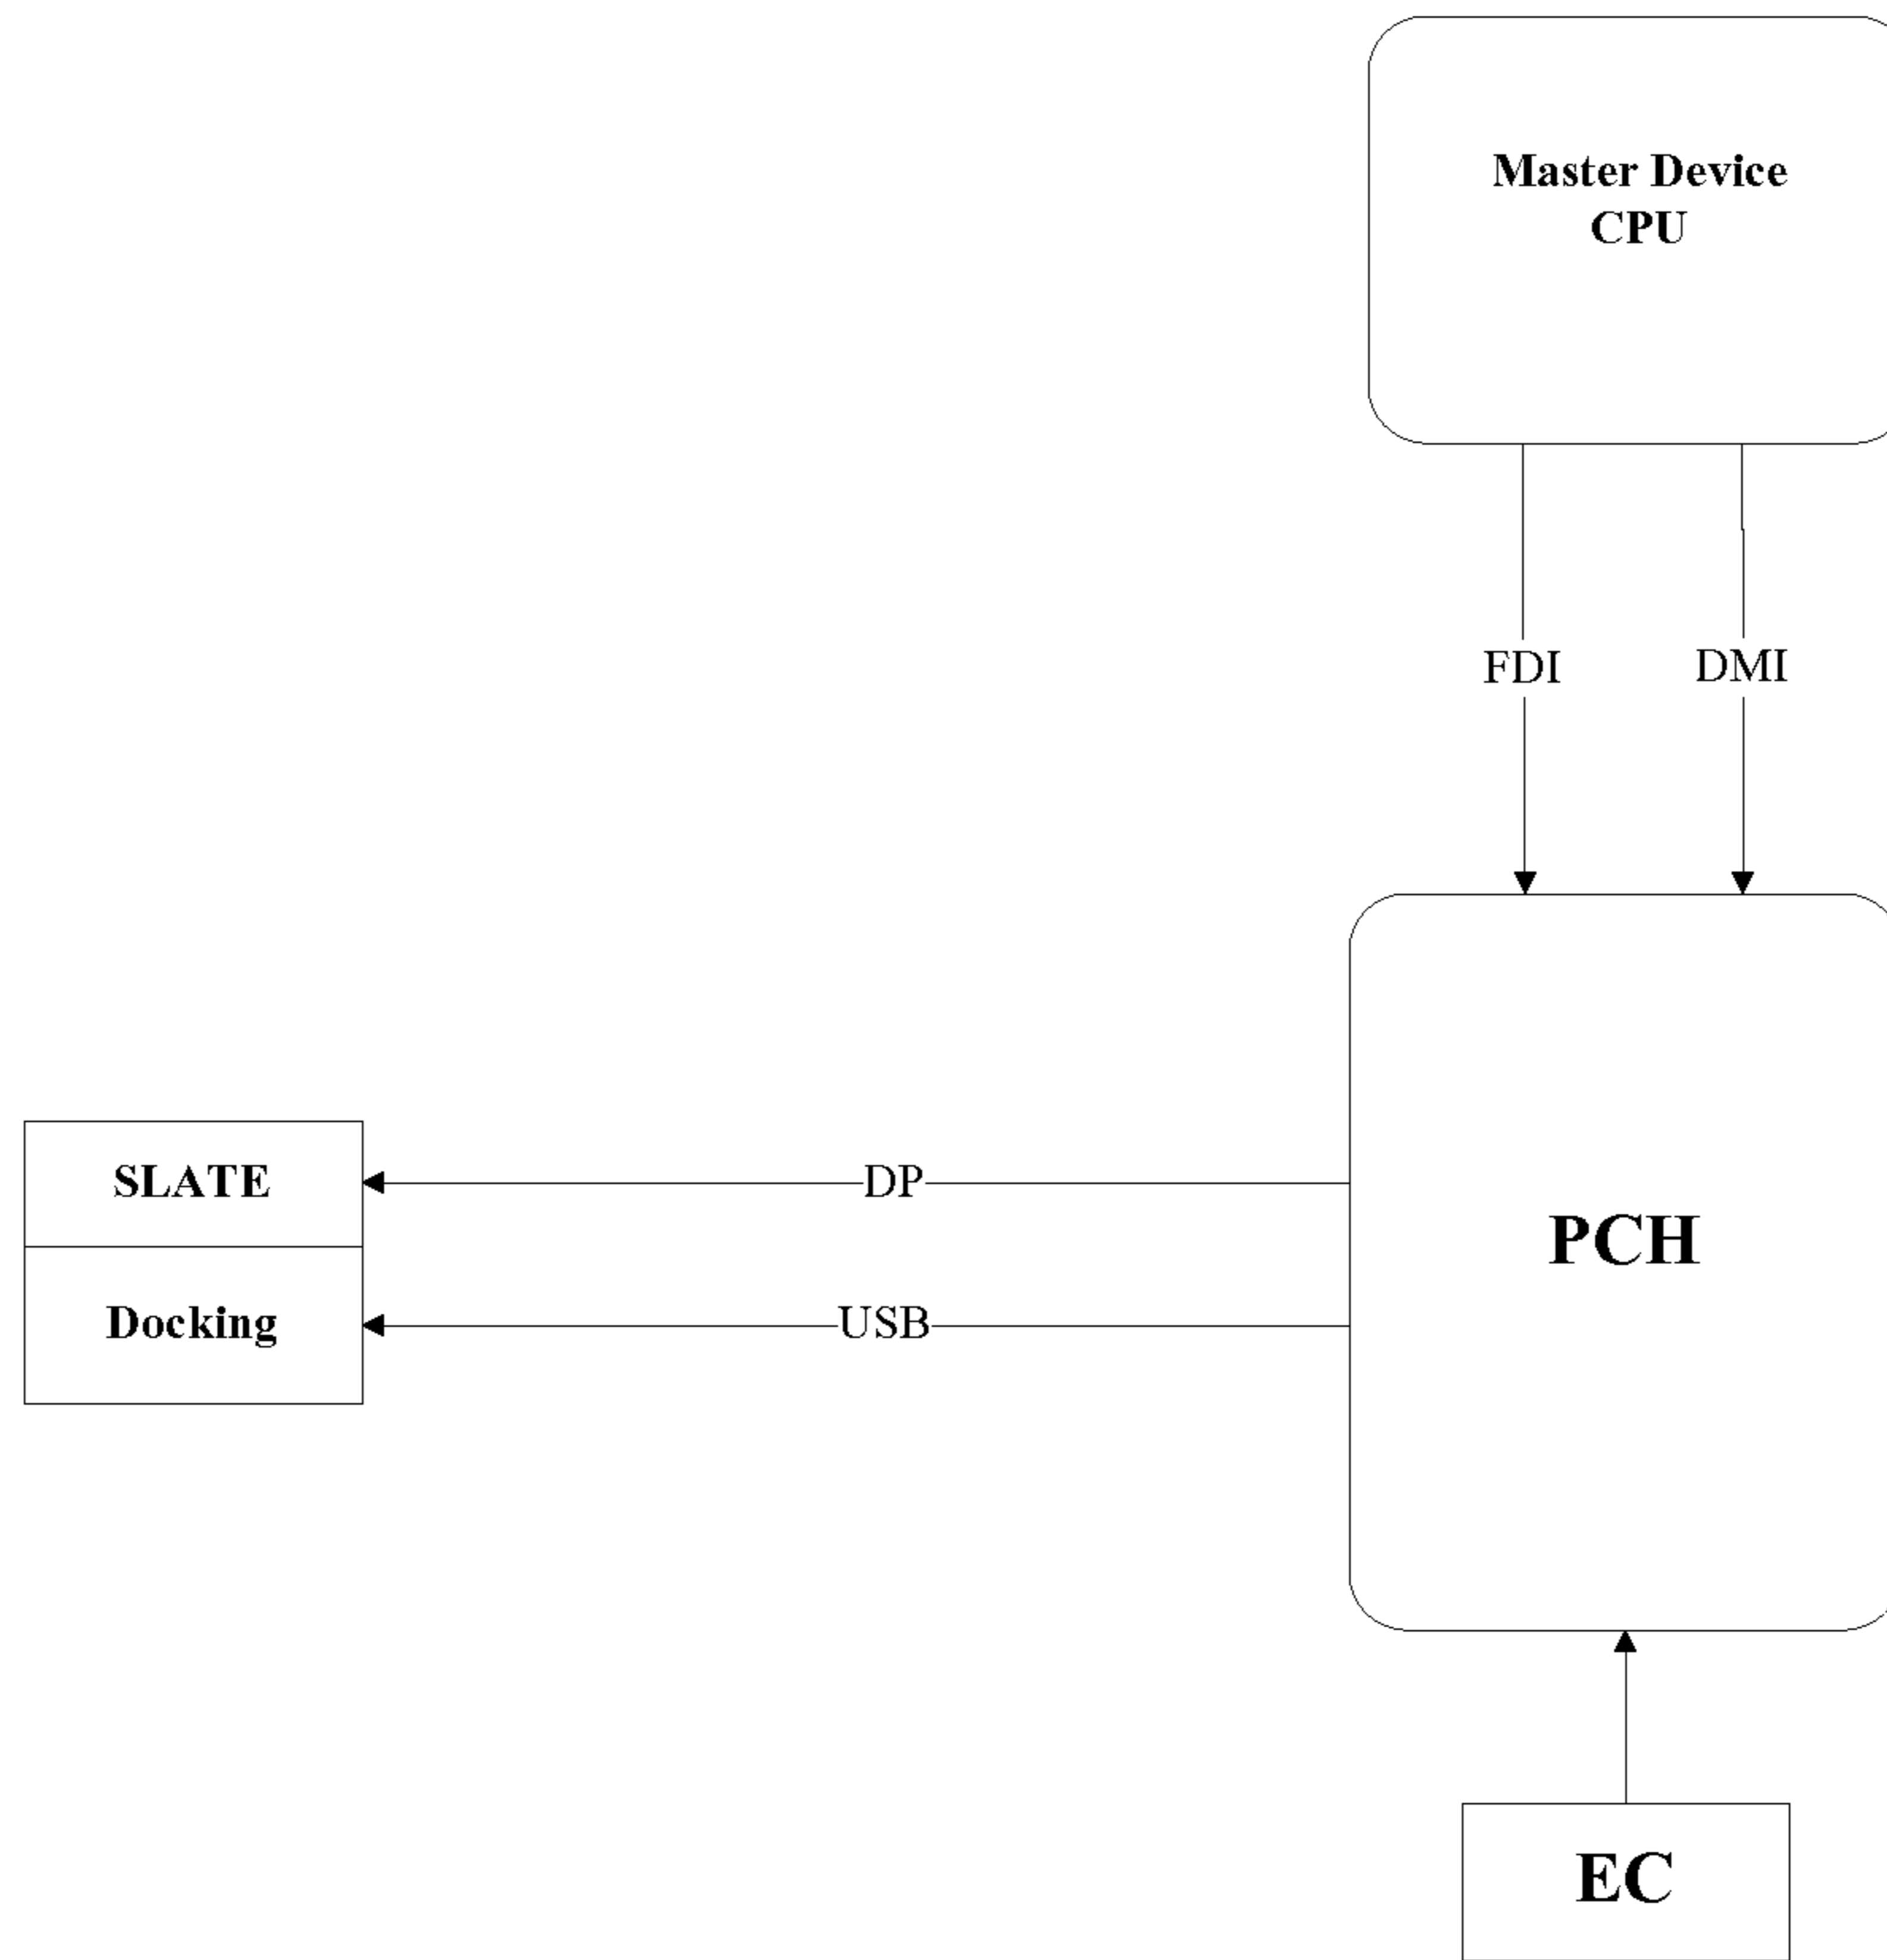 Master Device
CPU
FDI
DMI
SLATE
DP
PCH
Docking
USB
EC